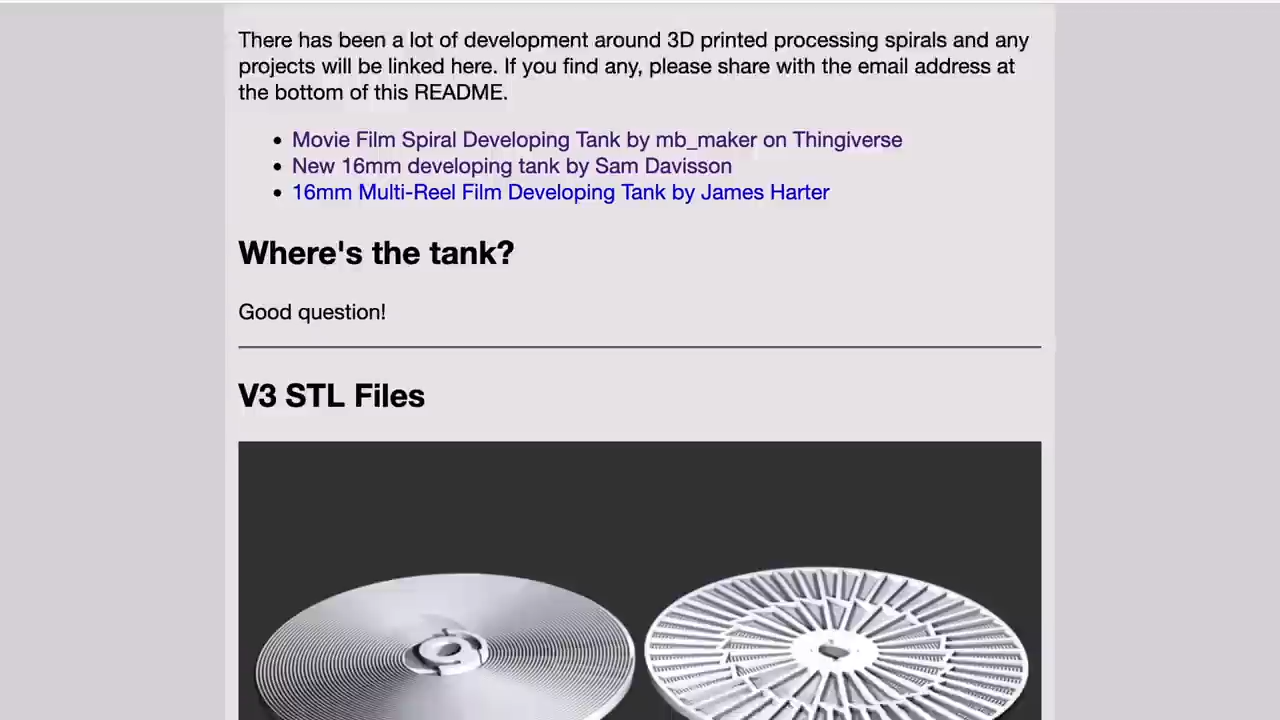 There has been a lot of development around 3D printed processing spirals and any
projects will be linked here. If you find any, please share with the email address at
the bottom of this README.
Movie Film Spiral Developing Tank by mb_maker on Thingiverse
New 16mm developing tank by Sam Davisson
16mm Multi-Reel Film Developing Tank by James Harter
Where's the tank?
Good question!
V3 STL Files